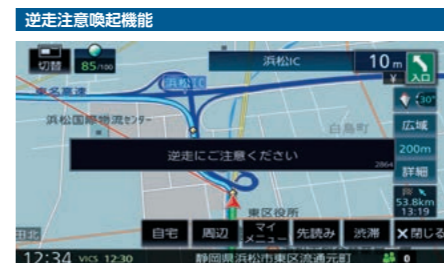 逆走注意喚起機能
切替
85/100
浜松IC
10m
¥
入口
浜松IC
東名高速
30°
浜松国際物流センター
白鳥町
広域
200m
逆走にご注意ください
2864
詳細
53.8km
13:19
東区役所
田北
自宅
周辺
マイメニュー
先読み
渋滞
×閉じる
12:34 VICS 12:30
静岡県浜松市東区流通元町
0